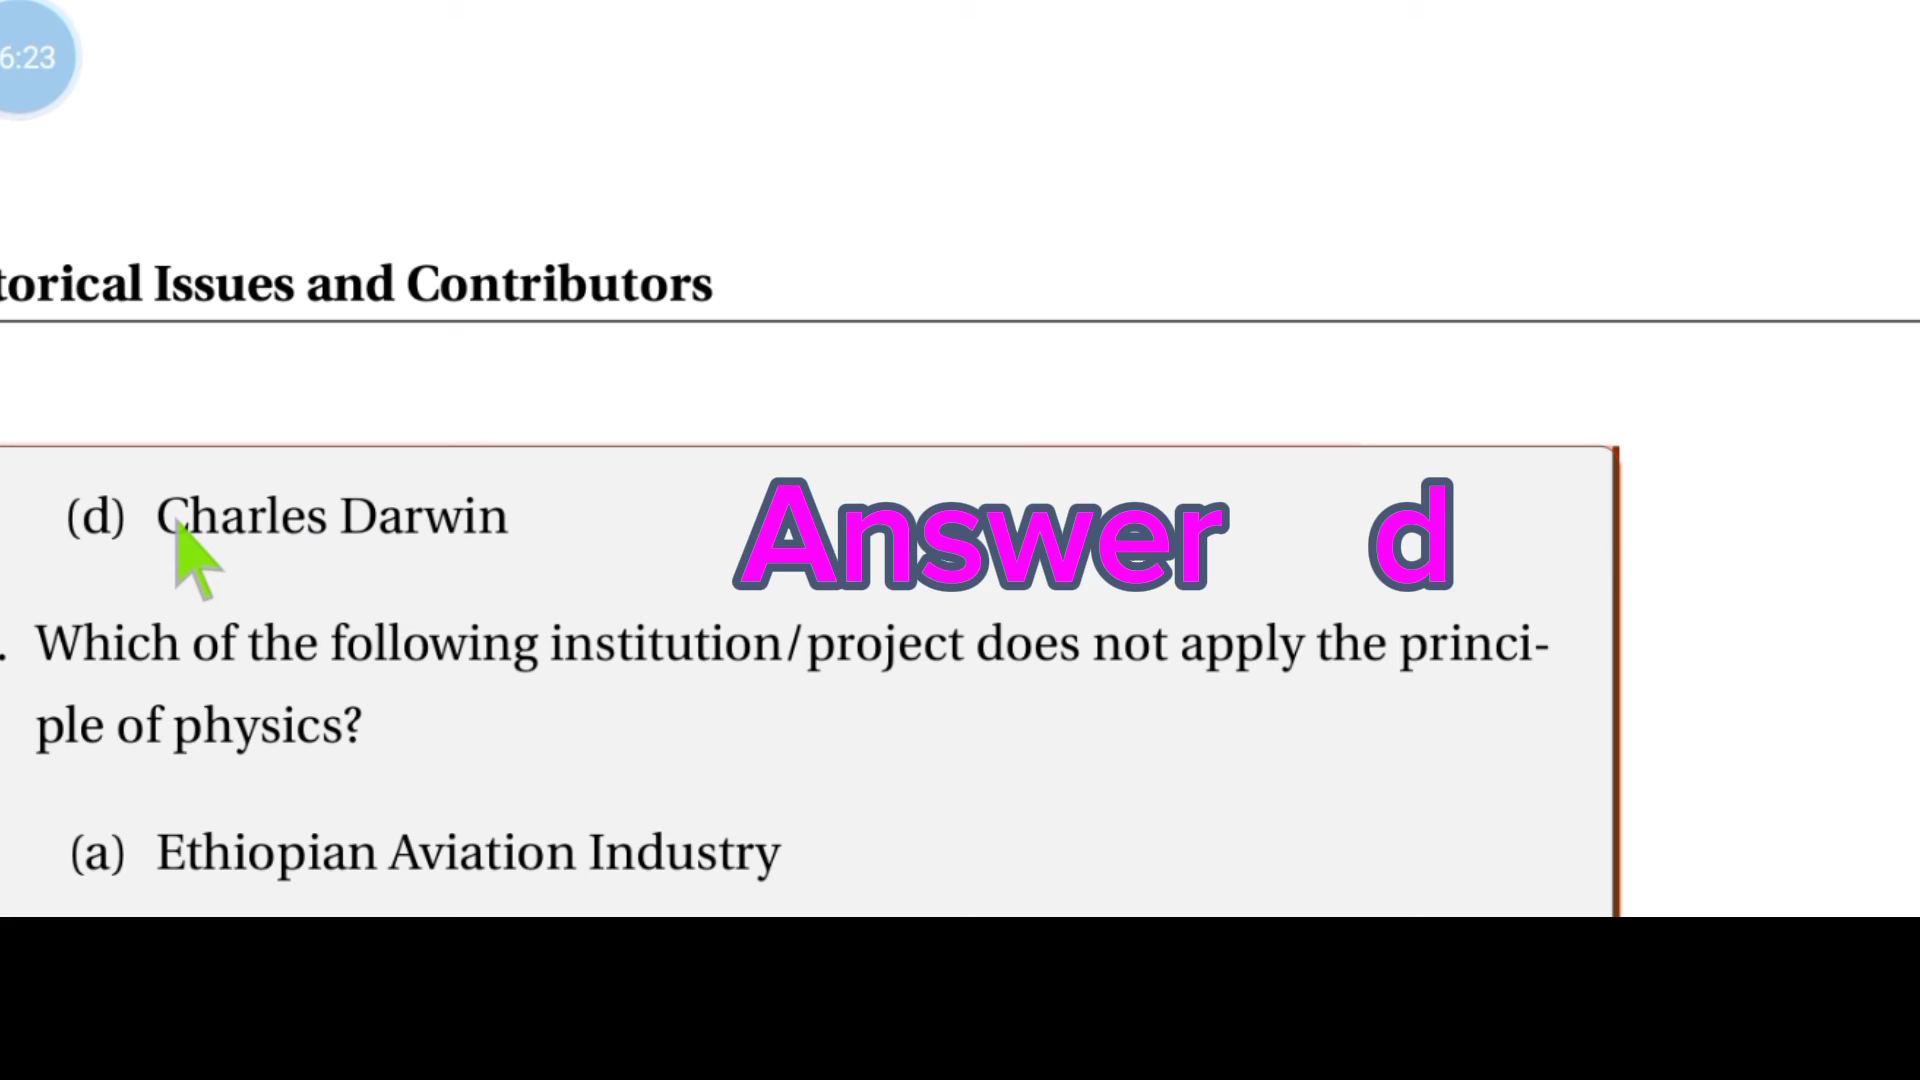 6:23
torical Issues and Contributors
(d) Charles Darwin
Answer d
. Which of the following institution/project does not apply the princi-
ple of physics?
(a) Ethiopian Aviation Industry